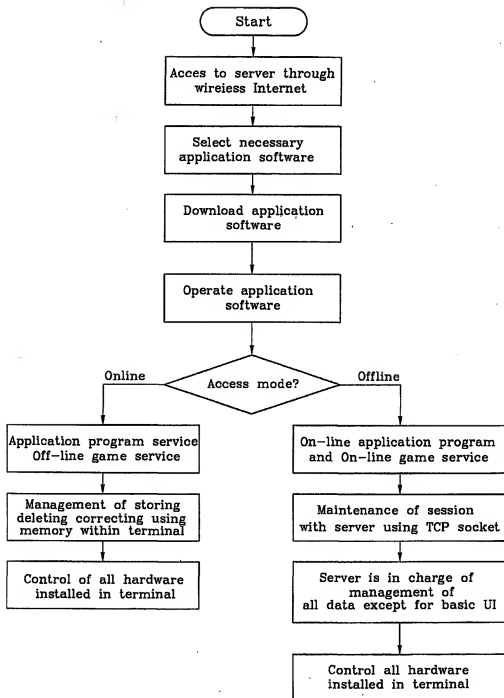 Start
Acces to server through
wireiess Internet
Select necessary
application software
Download application
software
Operate application
software
Access mode?
Online
Offline
Application program service
Off-line game service
On-line application program
and On-line game service
Management of storing
deleting correcting using
memory within terminal
Maintenance of session
with server using TCP socket
Control of all hardware
installed in terminal
Server is in charge of
management of
all data except for basic UI
Control all hardware
installed in terminal